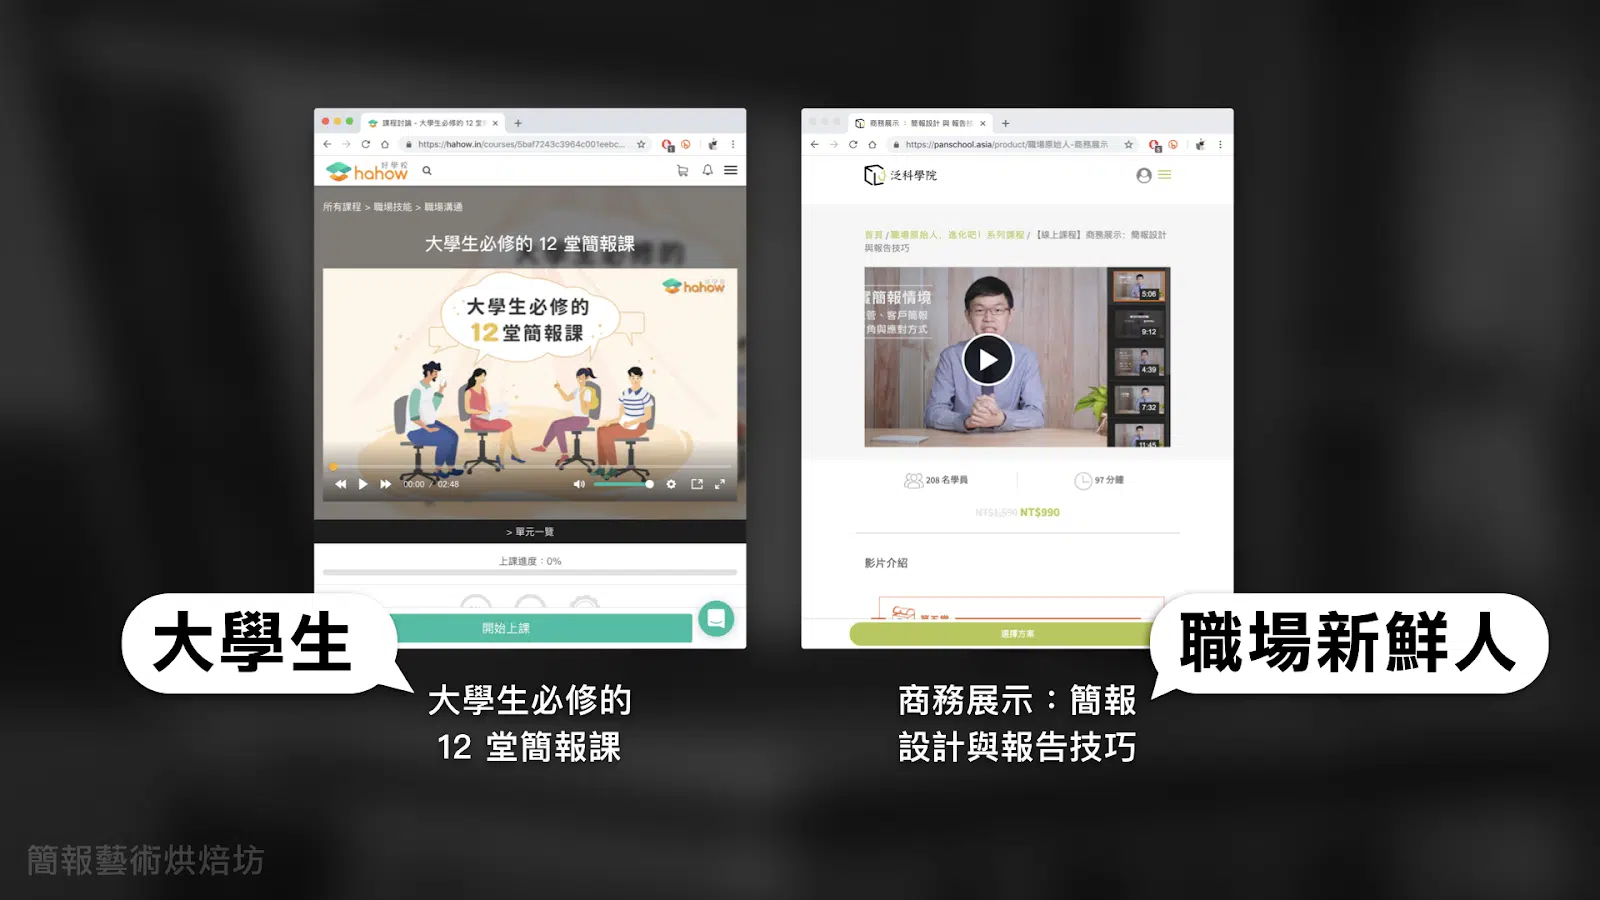 課程討論 - 大學生必修的 12 堂
https://hahow.in/courses/5baf7243c3964c001eebc...
好學校
hahow
所有課程 > 職場技能 > 職場溝通
大學生必修的 12 堂簡報課
hahow
大學生必修的
12堂簡報課
00:00 / 02:48
> 單元一覽
上課進度：0%
開始上課
大學生
大學生必修的
12 堂簡報課
商務展示 ： 簡報設計 與 報告
https://panschool.asia/product/職場原始人-商務展示
泛科學院
首頁 / 職場原始人，進化吧！系列課程 / 【線上課程】商務展示：簡報設計
與報告技巧
簡報情境
管、客戶簡報
角與應對方式
5:06
9:12
4:39
7:32
11:45
208 名學員
97 分鐘
NT$1,590 NT$990
影片介紹
選擇方案
職場新鮮人
商務展示：簡報
設計與報告技巧
簡報藝術烘焙坊